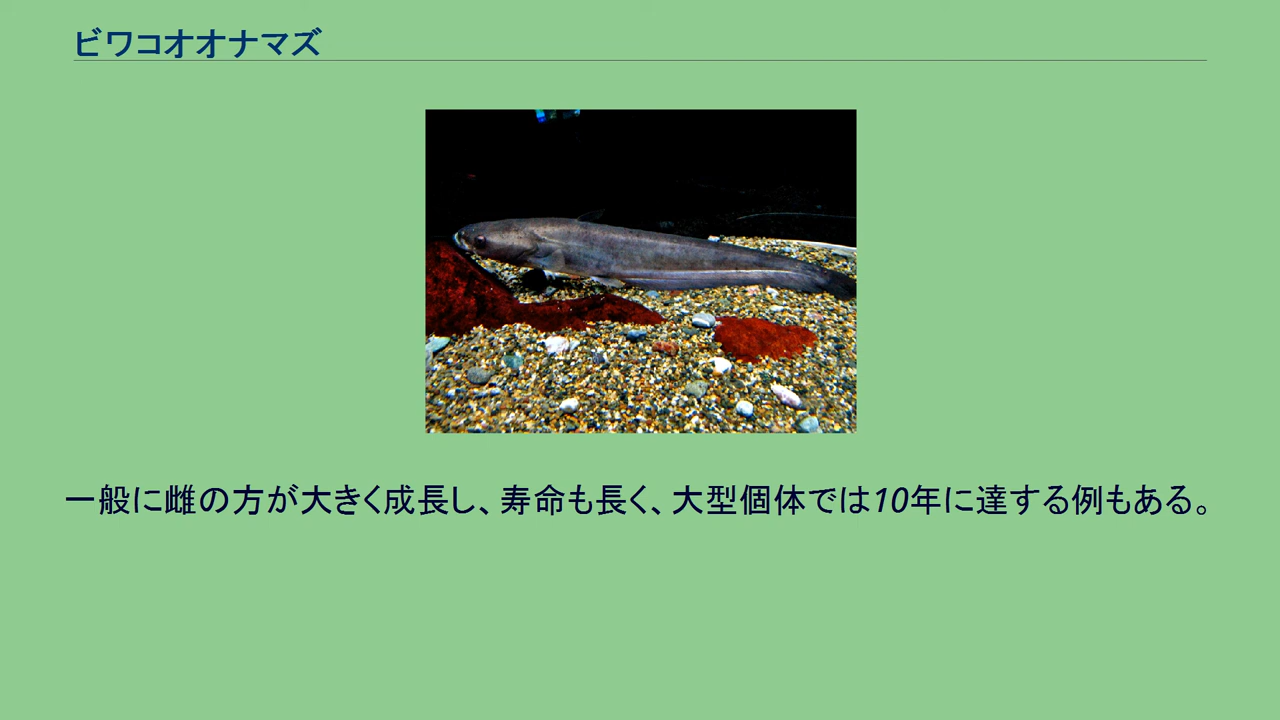 ビワコオオナマズ
一般に雌の方が大きく成長し、寿命も長く、大型個体では10年に達する例もある。